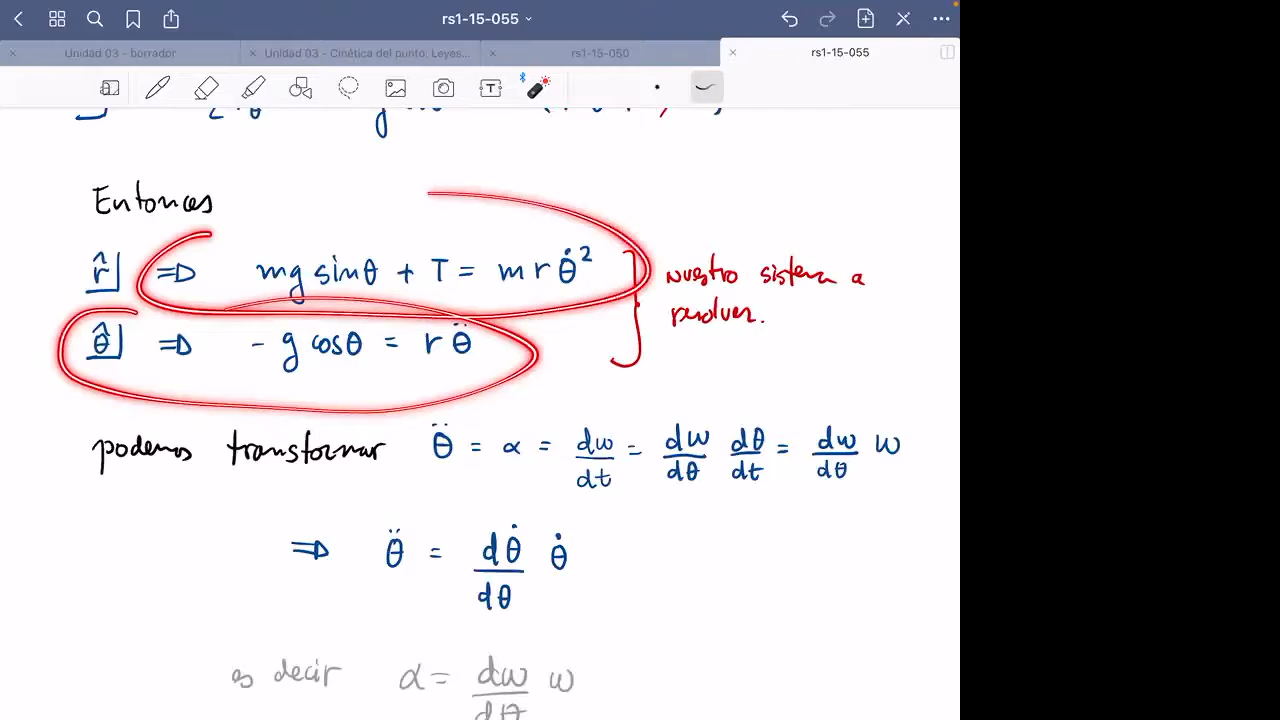 rs1-15-055
Unidad 03 - borrador
Unidad 03 - Cinética del punto. Leyes...
rs1-15-050
rs1-15-055
Entonces
r̂ ⇒ mg sinθ + T = m r θ̇²
θ̂ ⇒ - g cosθ = r θ̈
nuestro sistema a
resolver.
podemos transformar θ̈ = α = dω/dt = dω/dθ dθ/dt = dω/dθ ω
⇒ θ̈ = dθ̇/dθ θ̇
es decir α = dω/dθ ω